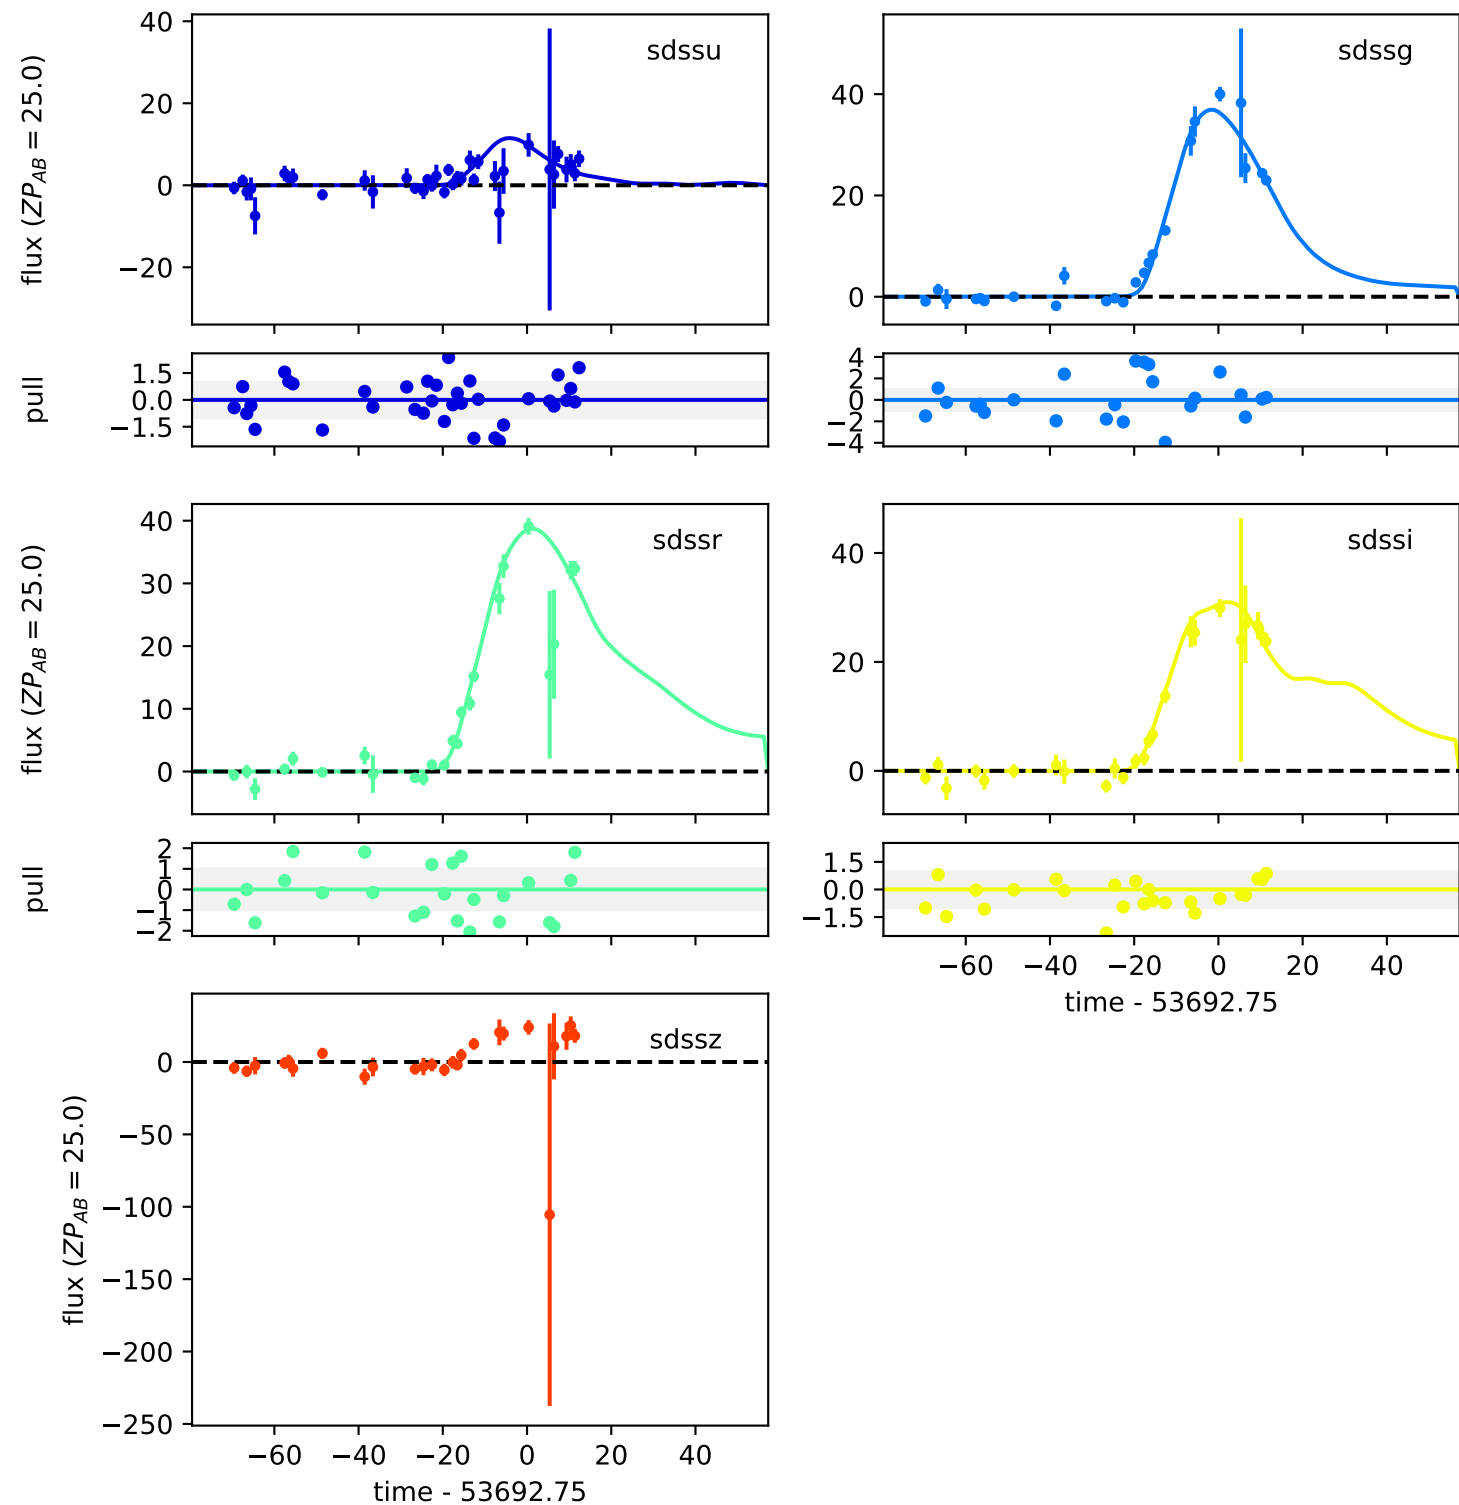 sdssu
flux (ZP_AB = 25.0)
40
20
0
−20
sdssg
40
20
0
pull
1.5
0.0
−1.5
4
2
0
−2
−4
sdssr
flux (ZP_AB = 25.0)
40
30
20
10
0
sdssi
40
20
0
pull
2
1
0
−1
−2
1.5
0.0
−1.5
−60 −40 −20 0 20 40
time - 53692.75
sdssz
flux (ZP_AB = 25.0)
0
−50
−100
−150
−200
−250
−60 −40 −20 0 20 40
time - 53692.75